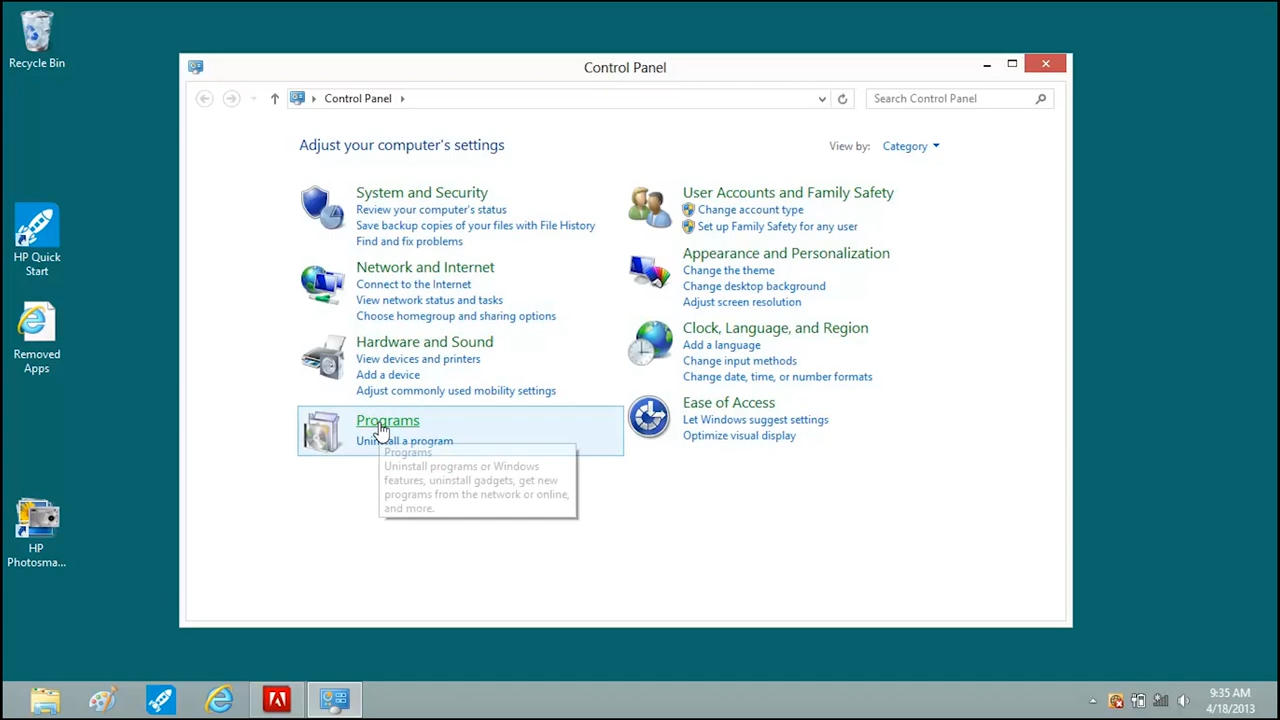 Recycle Bin
HP Quick
Start
Removed
Apps
HP
Photosma...
Control Panel
Control Panel
Search Control Panel
Adjust your computer's settings
View by: Category
System and Security
Review your computer's status
Save backup copies of your files with File History
Find and fix problems
Network and Internet
Connect to the Internet
View network status and tasks
Choose homegroup and sharing options
Hardware and Sound
View devices and printers
Add a device
Adjust commonly used mobility settings
Programs
Uninstall a program
Programs
Uninstall programs or Windows
features, uninstall gadgets, get new
programs from the network or online,
and more.
User Accounts and Family Safety
Change account type
Set up Family Safety for any user
Appearance and Personalization
Change the theme
Change desktop background
Adjust screen resolution
Clock, Language, and Region
Add a language
Change input methods
Change date, time, or number formats
Ease of Access
Let Windows suggest settings
Optimize visual display
9:35 AM
4/18/2013